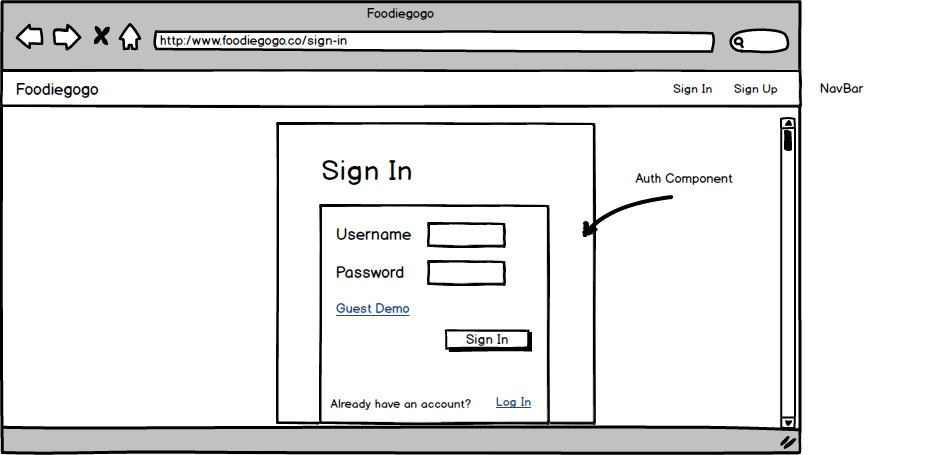 Foodiegogo
http:/www.foodiegogo.co/sign-in
Foodiegogo
Sign In
Sign Up
NavBar
Sign In
Auth Component
Username
Password
Guest Demo
Sign In
Already have an account?
Log In